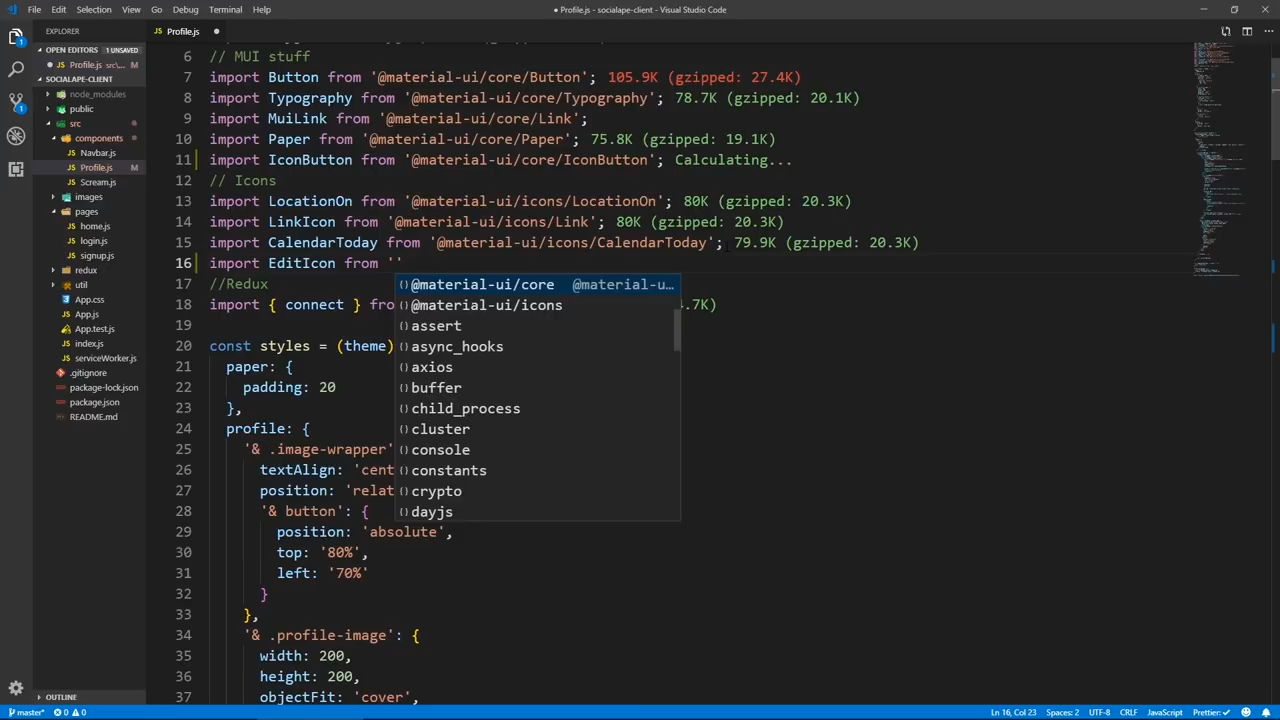 File Edit Selection View Go Debug Terminal Help
● Profile.js - socialape-client - Visual Studio Code
EXPLORER
OPEN EDITORS 1 UNSAVED
● Profile.js src\... M
SOCIALAPE-CLIENT
node_modules
public
src
components
Navbar.js
Profile.js M
Scream.js
images
pages
home.js
login.js
signup.js
redux
util
App.css
App.js
App.test.js
index.js
serviceWorker.js
.gitignore
package-lock.json
package.json
README.md
OUTLINE
Profile.js ●
6 // MUI stuff
7 import Button from '@material-ui/core/Button'; 105.9K (gzipped: 27.4K)
8 import Typography from '@material-ui/core/Typography'; 78.7K (gzipped: 20.1K)
9 import MuiLink from '@material-ui/core/Link';
10 import Paper from '@material-ui/core/Paper'; 75.8K (gzipped: 19.1K)
11 import IconButton from '@material-ui/core/IconButton'; Calculating...
12 // Icons
13 import LocationOn from '@material-ui/icons/LocationOn'; 80K (gzipped: 20.3K)
14 import LinkIcon from '@material-ui/icons/Link'; 80K (gzipped: 20.3K)
15 import CalendarToday from '@material-ui/icons/CalendarToday'; 79.9K (gzipped: 20.3K)
16 import EditIcon from ''
17 //Redux
18 import { connect } fro 4.7K)
19
20 const styles = (theme)
21 paper: {
22 padding: 20
23 },
24 profile: {
25 '& .image-wrapper'
26 textAlign: 'cent
27 position: 'relat
28 '& button': {
29 position: 'absolute',
30 top: '80%',
31 left: '70%'
32 }
33 },
34 '& .profile-image': {
35 width: 200,
36 height: 200,
37 objectFit: 'cover',
@material-ui/core @material-u...
@material-ui/icons
assert
async_hooks
axios
buffer
child_process
cluster
console
constants
crypto
dayjs
master* 0 0 Ln 16, Col 23 Spaces: 2 UTF-8 CRLF JavaScript Prettier: ✓